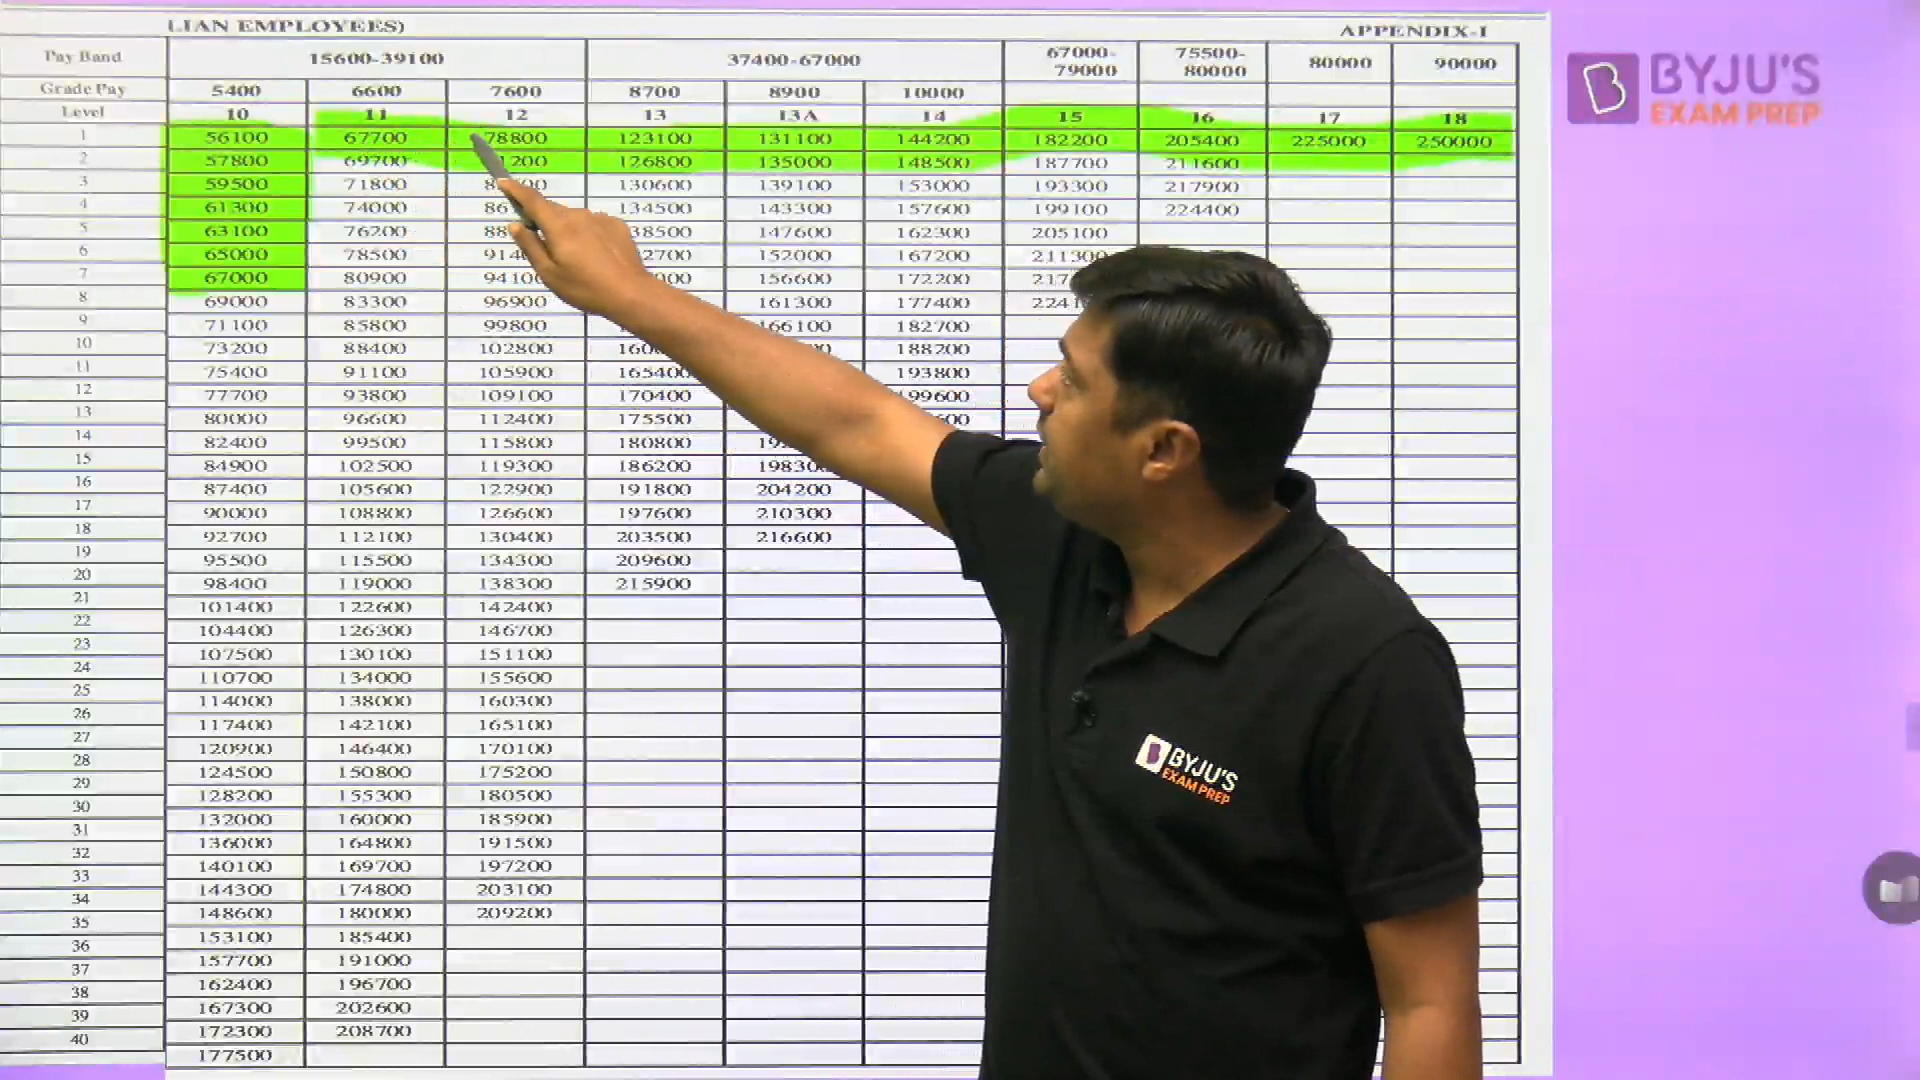 LIAN EMPLOYEES) APPENDIX-I
Pay Band 15600-39100 37400-67000 67000-79000 75500-80000 80000 90000
Grade Pay 5400 6600 7600 8700 8900 10000
Level 10 11 12 13 13A 14 15 16 17 18
1 56100 67700 78800 123100 131100 144200 182200 205400 225000 250000
2 57800 69700 1200 126800 135000 148500 187700 211600
3 59500 71800 130600 139100 153000 193300 217900
4 61300 74000 134500 143300 157600 199100 224400
5 63100 76200 38500 147600 162300 205100
6 65000 78500 152000 167200 211300
7 67000 80900 94100 156600 172200
8 69000 83300 96900 161300 177400
9 71100 85800 99800 166100 182700
10 73200 88400 102800 188200
11 75400 91100 105900 165400 193800
12 77700 93800 109100 170400 199600
13 80000 96600 112400 175500
14 82400 99500 115800 180800
15 84900 102500 119300 186200 198300
16 87400 105600 122900 191800 204200
17 90000 108800 126600 197600 210300
18 92700 112100 130400 203500 216600
19 95500 115500 134300 209600
20 98400 119000 138300 215900
21 101400 122600 142400
22 104400 126300 146700
23 107500 130100 151100
24 110700 134000 155600
25 114000 138000 160300
26 117400 142100 165100
27 120900 146400 170100
28 124500 150800 175200
29 128200 155300 180500
30 132000 160000 185900
31 136000 164800 191500
32 140100 169700 197200
33 144300 174800 203100
34 148600 180000 209200
35 153100 185400
36 157700 191000
37 162400 196700
38 167300 202600
39 172300 208700
40 177500
B BYJU'S
EXAM PREP
B BYJU'S
EXAM PREP